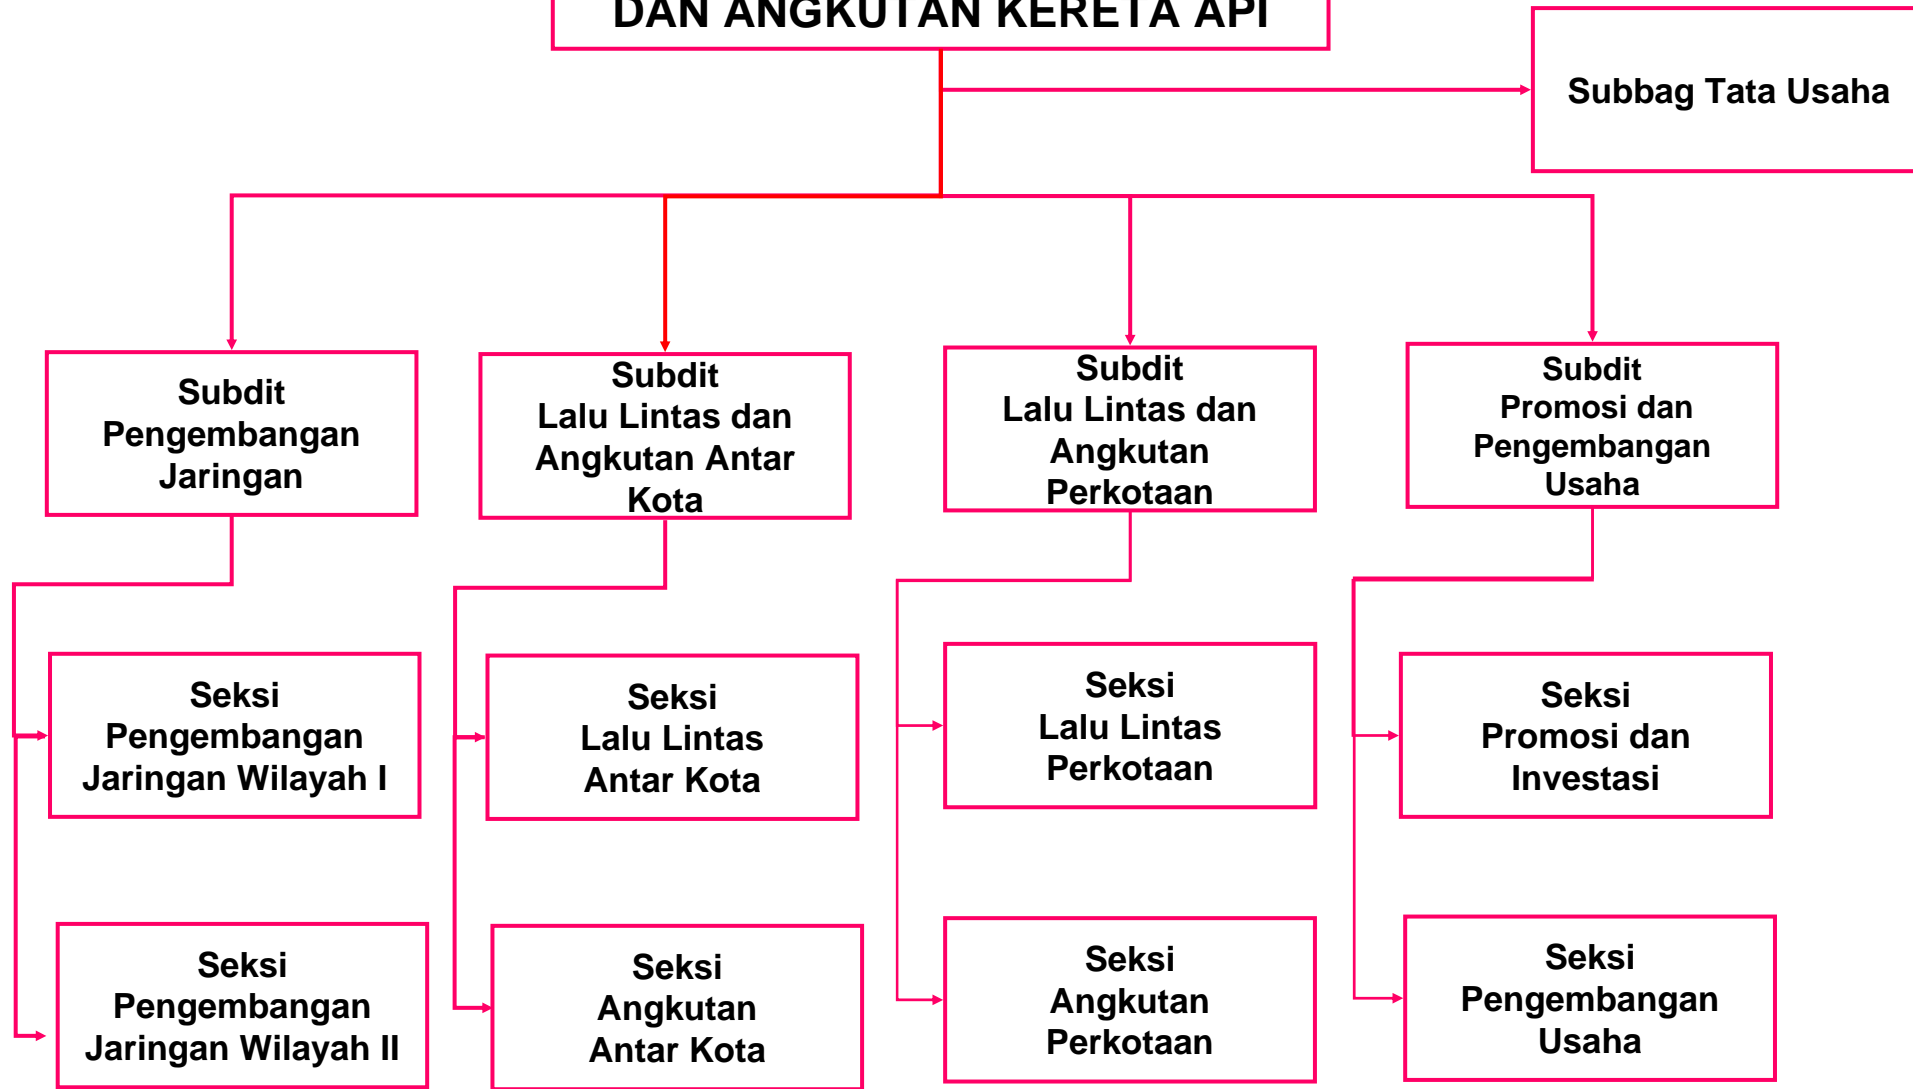 DAN ANGKUTAN KERETA API
Subbag Tata Usaha
Subdit
Pengembangan
Jaringan
Subdit
Lalu Lintas dan
Angkutan Antar
Kota
Subdit
Lalu Lintas dan
Angkutan
Perkotaan
Subdit
Promosi dan
Pengembangan
Usaha
Seksi
Pengembangan
Jaringan Wilayah I
Seksi
Lalu Lintas
Antar Kota
Seksi
Lalu Lintas
Perkotaan
Seksi
Promosi dan
Investasi
Seksi
Pengembangan
Jaringan Wilayah II
Seksi
Angkutan
Antar Kota
Seksi
Angkutan
Perkotaan
Seksi
Pengembangan
Usaha